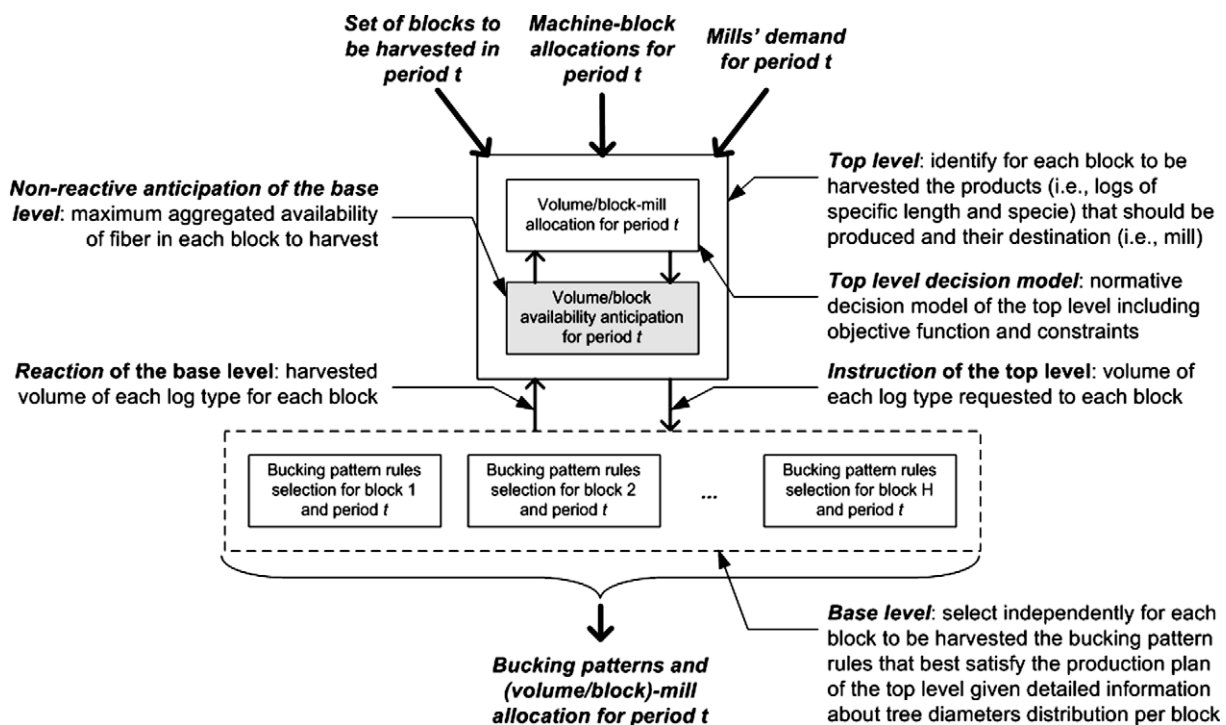 Set of blocks to
be harvested in
period t
Machine-block
allocations for
period t
Mills' demand
for period t
Non-reactive anticipation of the base
level: maximum aggregated availability
of fiber in each block to harvest
Volume/block-mill
allocation for period t
Volume/block
availability anticipation
for period t
Top level: identify for each block to be
harvested the products (i.e., logs of
specific length and specie) that should be
produced and their destination (i.e., mill)
Top level decision model: normative
decision model of the top level including
objective function and constraints
Reaction of the base level: harvested
volume of each log type for each block
Instruction of the top level: volume of
each log type requested to each block
Bucking pattern rules
selection for block 1
and period t
Bucking pattern rules
selection for block 2
and period t
...
Bucking pattern rules
selection for block H
and period t
Base level: select independently for each
block to be harvested the bucking pattern
rules that best satisfy the production plan
of the top level given detailed information
about tree diameters distribution per block
Bucking patterns and
(volume/block)-mill
allocation for period t